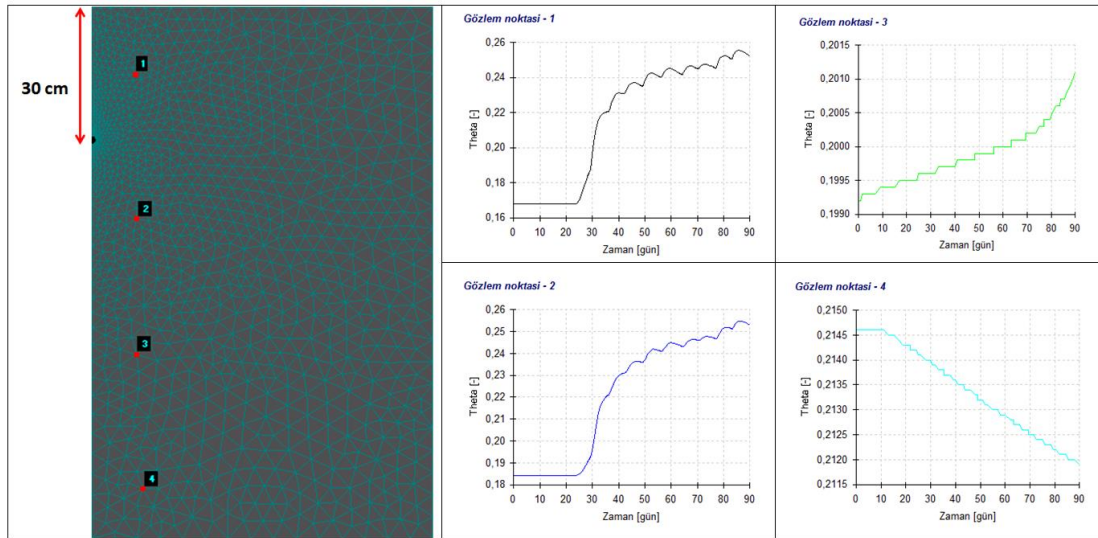 30 cm
1
2
3
4
Gözlem noktasi - 1
Theta [-]
0,26
0,24
0,22
0,20
0,18
0,16
0 10 20 30 40 50 60 70 80 90
Zaman [gün]
Gözlem noktasi - 3
Theta [-]
0,2015
0,2010
0,2005
0,2000
0,1995
0,1990
0 10 20 30 40 50 60 70 80 90
Zaman [gün]
Gözlem noktasi - 2
Theta [-]
0,26
0,25
0,24
0,23
0,22
0,21
0,20
0,19
0,18
0 10 20 30 40 50 60 70 80 90
Zaman [gün]
Gözlem noktasi - 4
Theta [-]
0,2150
0,2145
0,2140
0,2135
0,2130
0,2125
0,2120
0,2115
0 10 20 30 40 50 60 70 80 90
Zaman [gün]